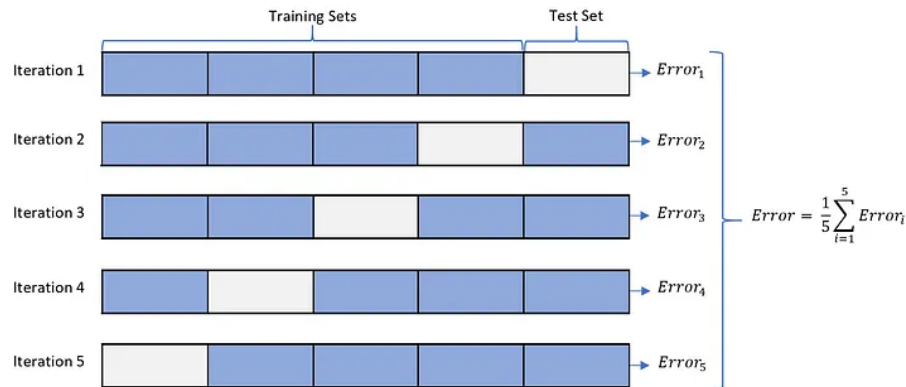 Training Sets
Test Set
Iteration 1
Error₁
Iteration 2
Error₂
Iteration 3
Error₃
Error = 1/5 ∑ᵢ₌₁⁵ Errorᵢ
Iteration 4
Error₄
Iteration 5
Error₅